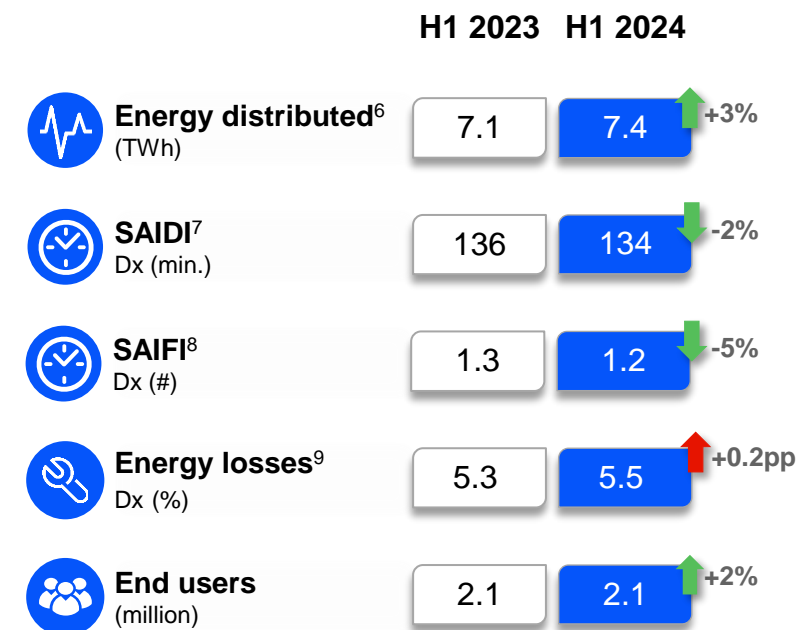 H1 2023 H1 2024
Energy distributed⁶
(TWh)
7.1 7.4 +3%
SAIDI⁷
Dx (min.)
136 134 -2%
SAIFI⁸
Dx (#)
1.3 1.2 -5%
Energy losses⁹
Dx (%)
5.3 5.5 +0.2pp
End users
(million)
2.1 2.1 +2%